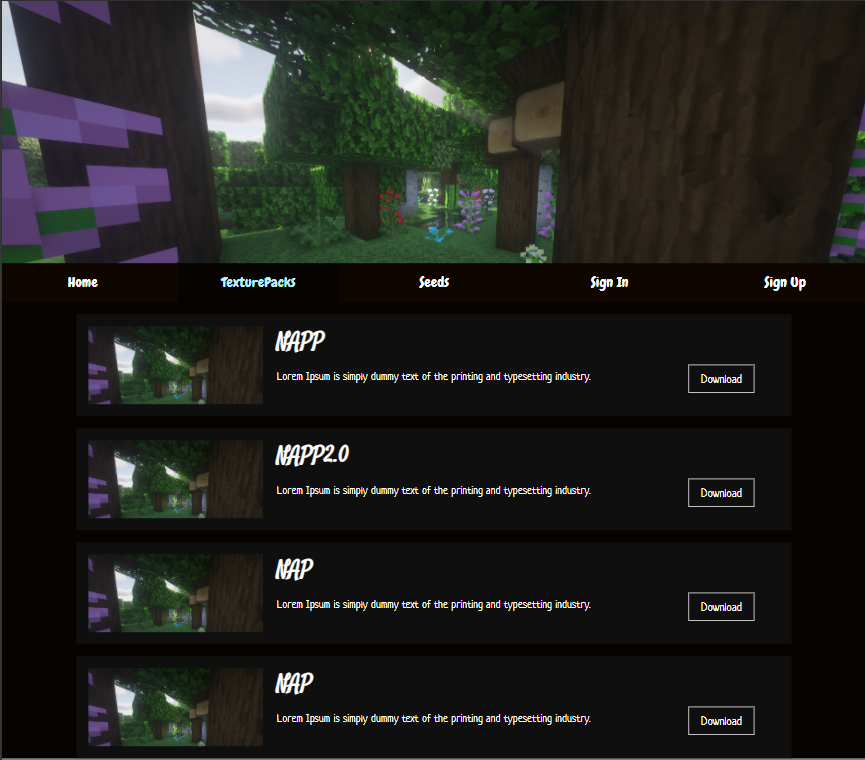 Home
TexturePacks
Seeds
Sign In
Sign Up
NAPP
Lorem Ipsum is simply dummy text of the printing and typesetting industry.
Download
NAPP2.0
Lorem Ipsum is simply dummy text of the printing and typesetting industry.
Download
NAP
Lorem Ipsum is simply dummy text of the printing and typesetting industry.
Download
NAP
Lorem Ipsum is simply dummy text of the printing and typesetting industry.
Download